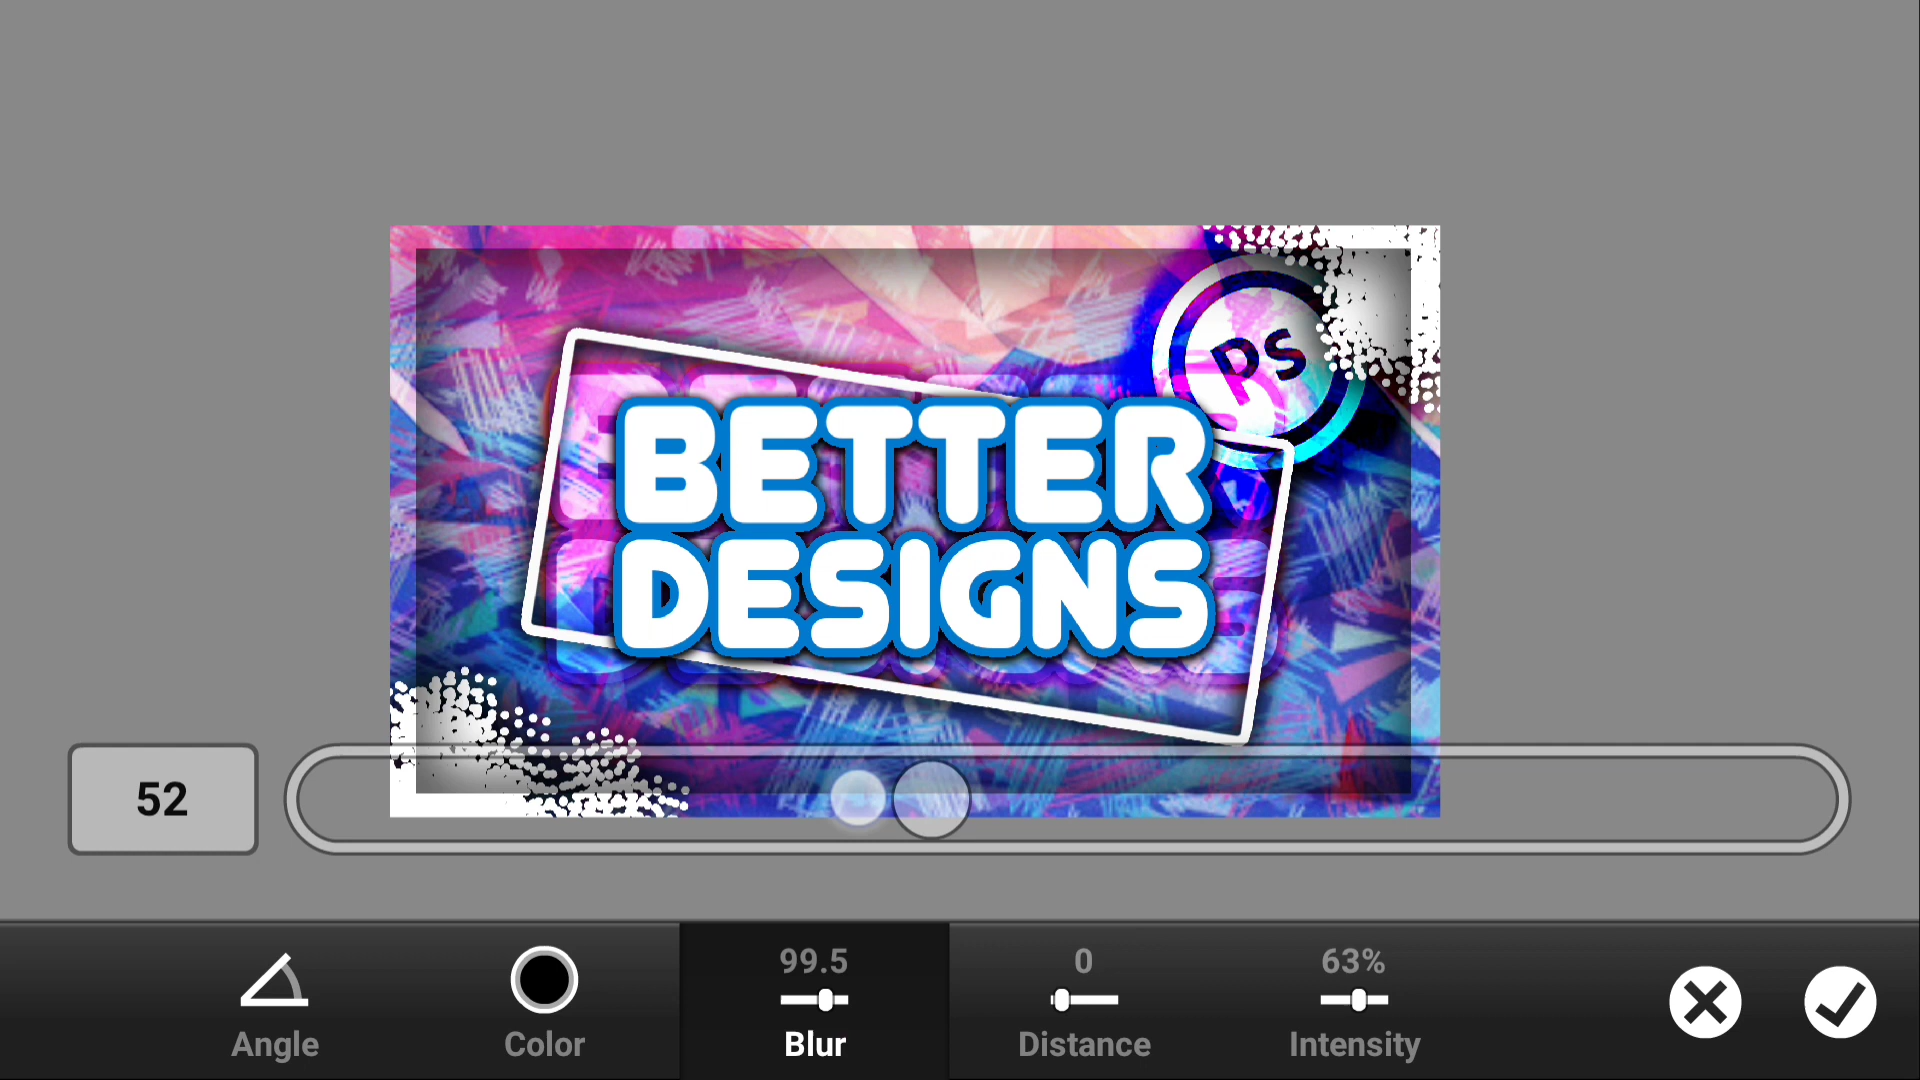 PS
BETTER
DESIGNS
52
99.5
0
63%
Angle
Color
Blur
Distance
Intensity